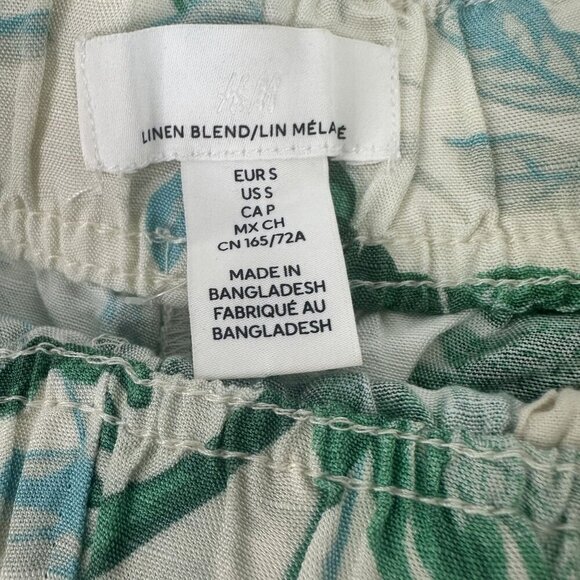 H&M
LINEN BLEND/LIN MÉLANGÉ
EUR S
US S
CA P
MX CH
CN 165/72A
MADE IN
BANGLADESH
FABRIQUÉ AU
BANGLADESH